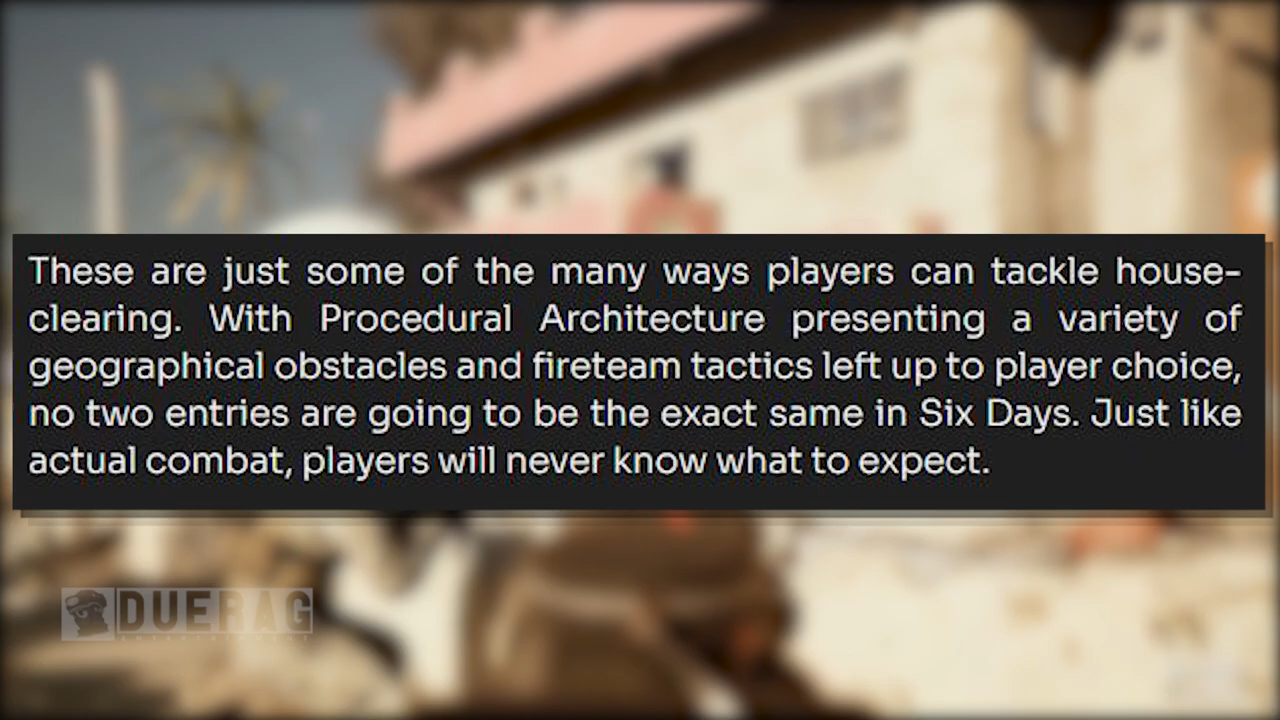 These are just some of the many ways players can tackle house-
clearing. With Procedural Architecture presenting a variety of
geographical obstacles and fireteam tactics left up to player choice,
no two entries are going to be the exact same in Six Days. Just like
actual combat, players will never know what to expect.
DUERAG